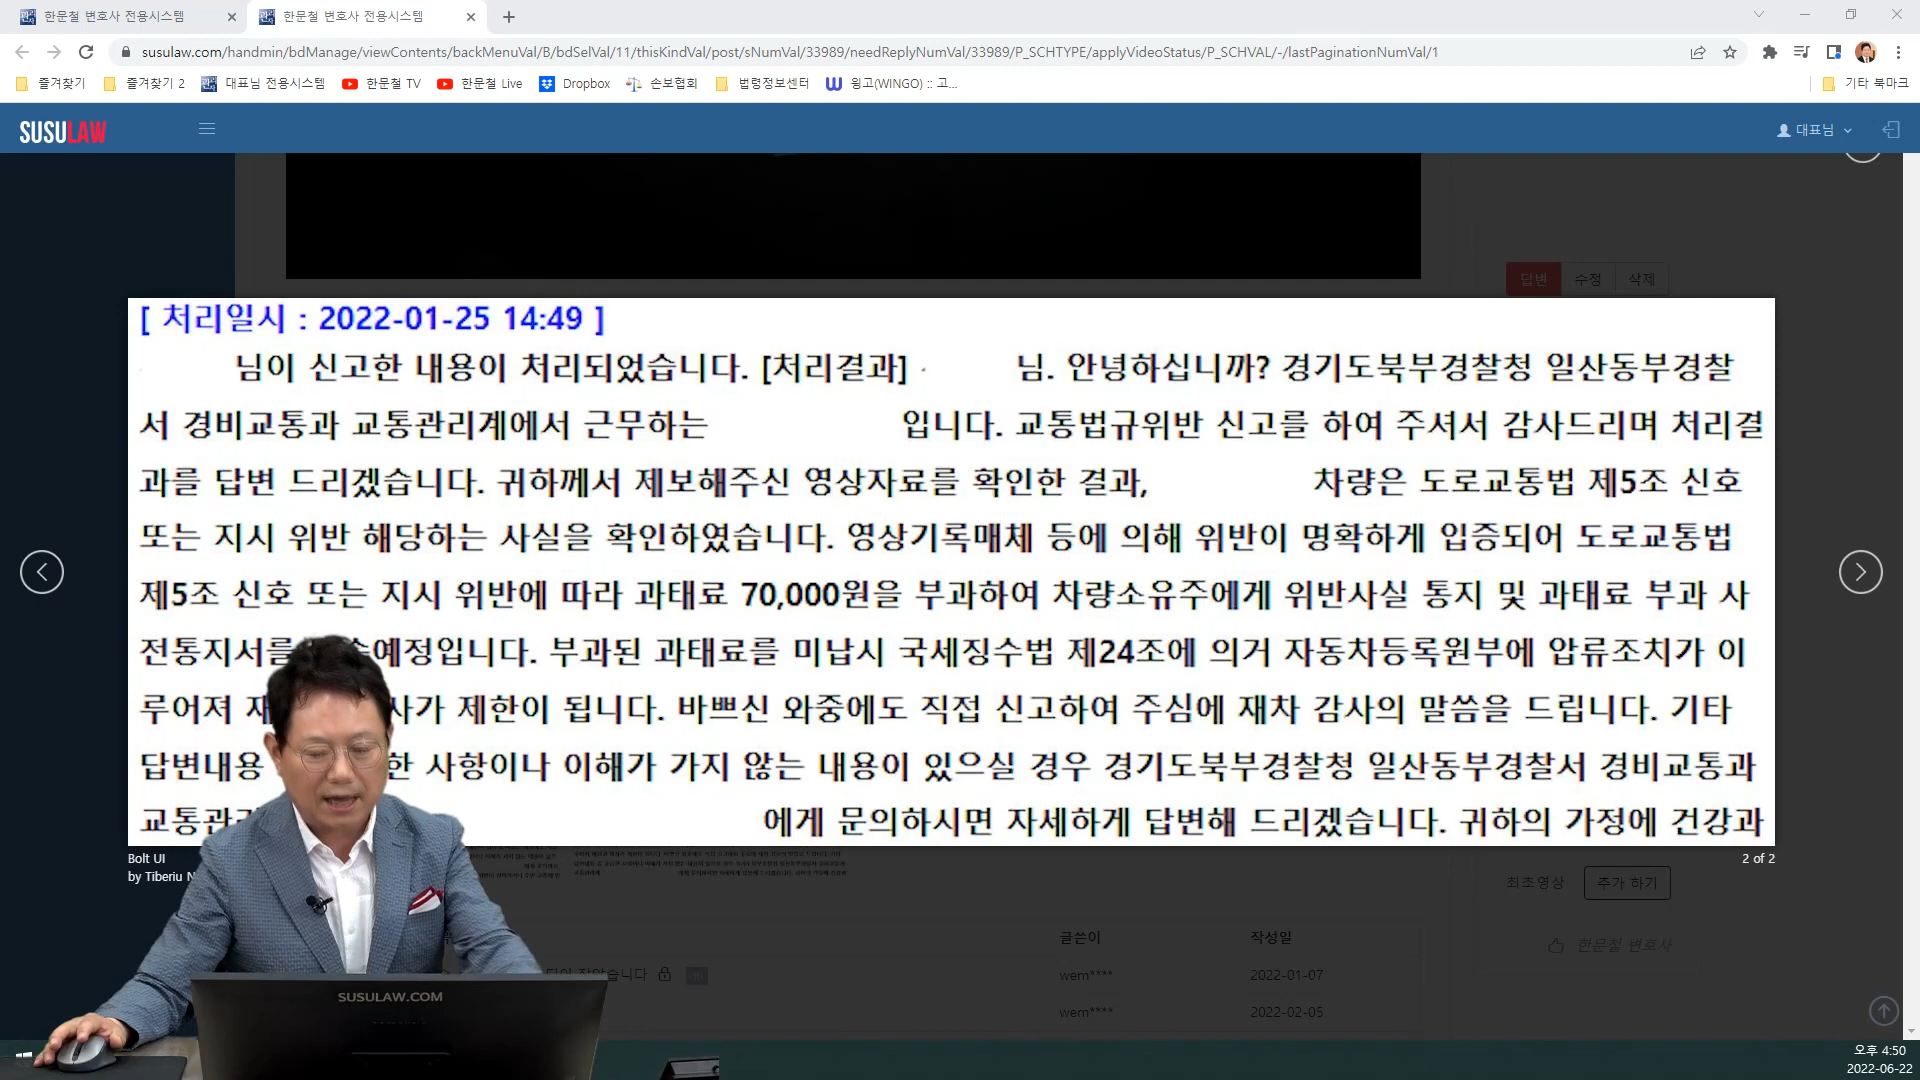 한문철 변호사 전용시스템
한문철 변호사 전용시스템
susulaw.com/handmin/bdManage/viewContents/backMenuVal/B/bdSelVal/11/thisKindVal/post/sNumVal/33989/needReplyNumVal/33989/P_SCHTYPE/applyVideoStatus/P_SCHVAL/-/lastPaginationNumVal/1
즐겨찾기 즐겨찾기 2 대표님 전용시스템 한문철 TV 한문철 Live Dropbox 손보협회 법령정보센터 윙고(WINGO) :: 고... 기타 북마크
SUSULAW 대표님
답변 수정 삭제
[ 처리일시 : 2022-01-25 14:49 ]
님이 신고한 내용이 처리되었습니다. [처리결과] 님. 안녕하십니까? 경기도북부경찰청 일산동부경찰
서 경비교통과 교통관리계에서 근무하는 입니다. 교통법규위반 신고를 하여 주셔서 감사드리며 처리결
과를 답변 드리겠습니다. 귀하께서 제보해주신 영상자료를 확인한 결과, 차량은 도로교통법 제5조 신호
또는 지시 위반 해당하는 사실을 확인하였습니다. 영상기록매체 등에 의해 위반이 명확하게 입증되어 도로교통법
제5조 신호 또는 지시 위반에 따라 과태료 70,000원을 부과하여 차량소유주에게 위반사실 통지 및 과태료 부과 사
전통지서를 예정입니다. 부과된 과태료를 미납시 국세징수법 제24조에 의거 자동차등록원부에 압류조치가 이
루어져 가 제한이 됩니다. 바쁘신 와중에도 직접 신고하여 주심에 재차 감사의 말씀을 드립니다. 기타
답변내용 한 사항이나 이해가 가지 않는 내용이 있으실 경우 경기도북부경찰청 일산동부경찰서 경비교통과
에게 문의하시면 자세하게 답변해 드리겠습니다. 귀하의 가정에 건강과
Bolt UI 2 of 2
by Tiberiu
최초영상 추가 하기
글쓴이 작성일
한문철 변호사
wem**** 2022-01-07
wem**** 2022-02-05
SUSULAW.COM
오후 4:50
2022-06-22